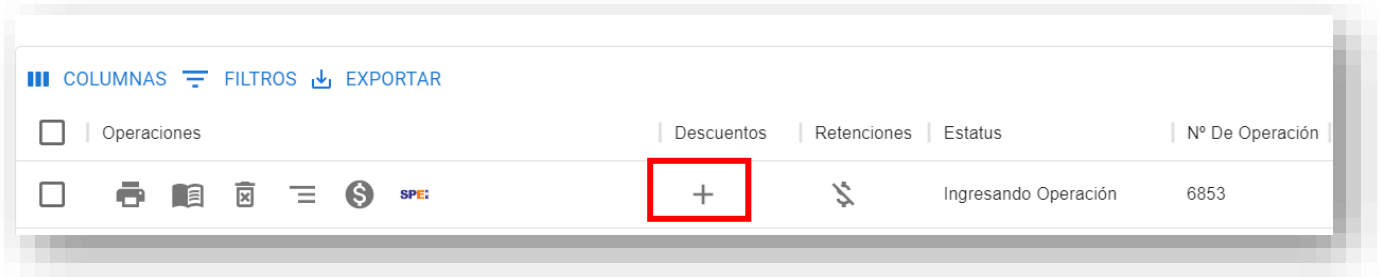 COLUMNAS FILTROS EXPORTAR
Operaciones Descuentos Retenciones Estatus Nº De Operación
SPEI Ingresando Operación 6853